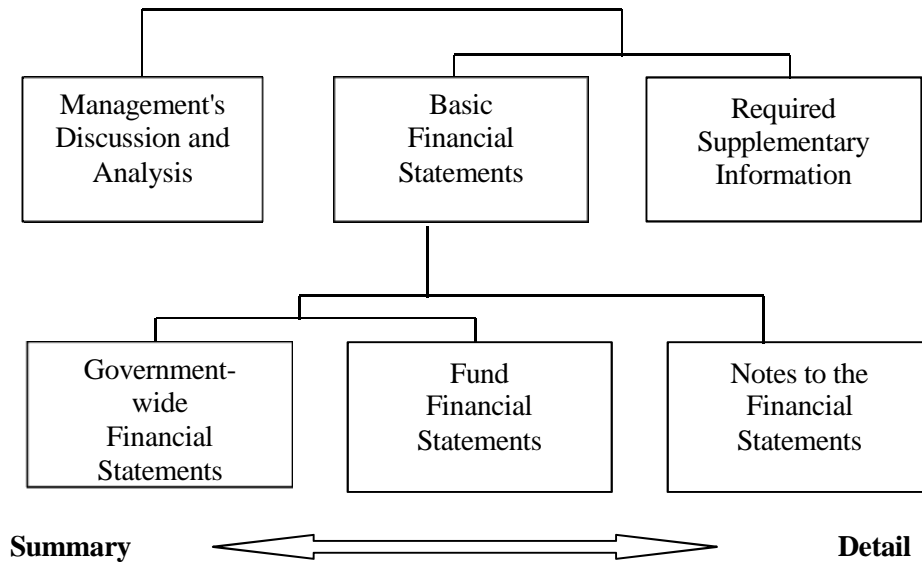 Management's
Discussion and
Analysis
Basic
Financial
Statements
Required
Supplementary
Information
Government-
wide
Financial
Statements
Fund
Financial
Statements
Notes to the
Financial
Statements
Summary
Detail